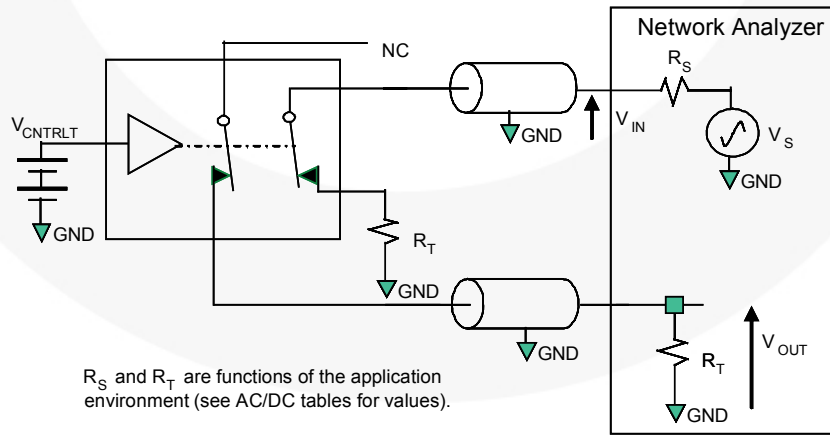 Network Analyzer
NC
R_S
V_CNTRLT
GND
V_IN
V_S
GND
GND
R_T
GND
GND
R_T
V_OUT
GND
R_S and R_T are functions of the application
environment (see AC/DC tables for values).